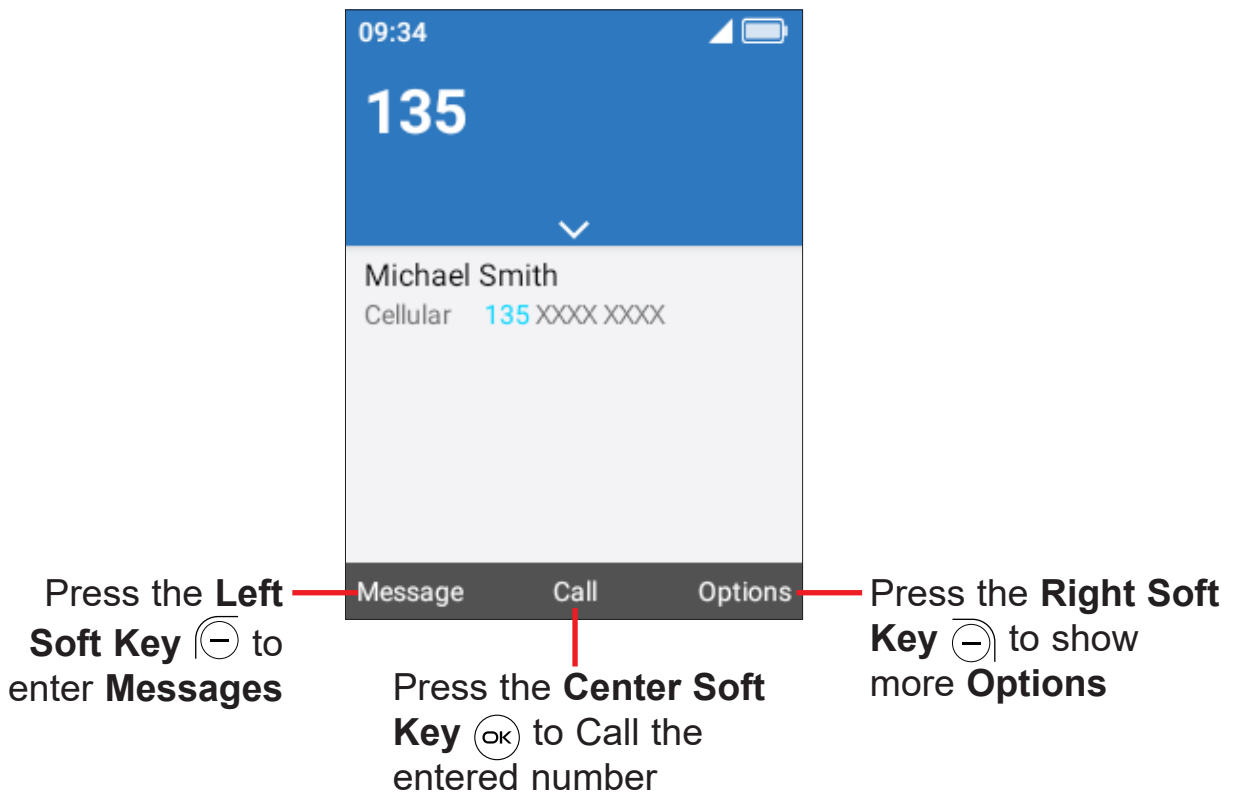 09:34
135
Michael Smith
Cellular 135 XXXX XXXX
Message Call Options
Press the Left
Soft Key to
enter Messages
Press the Center Soft
Key OK to Call the
entered number
Press the Right Soft
Key to show
more Options